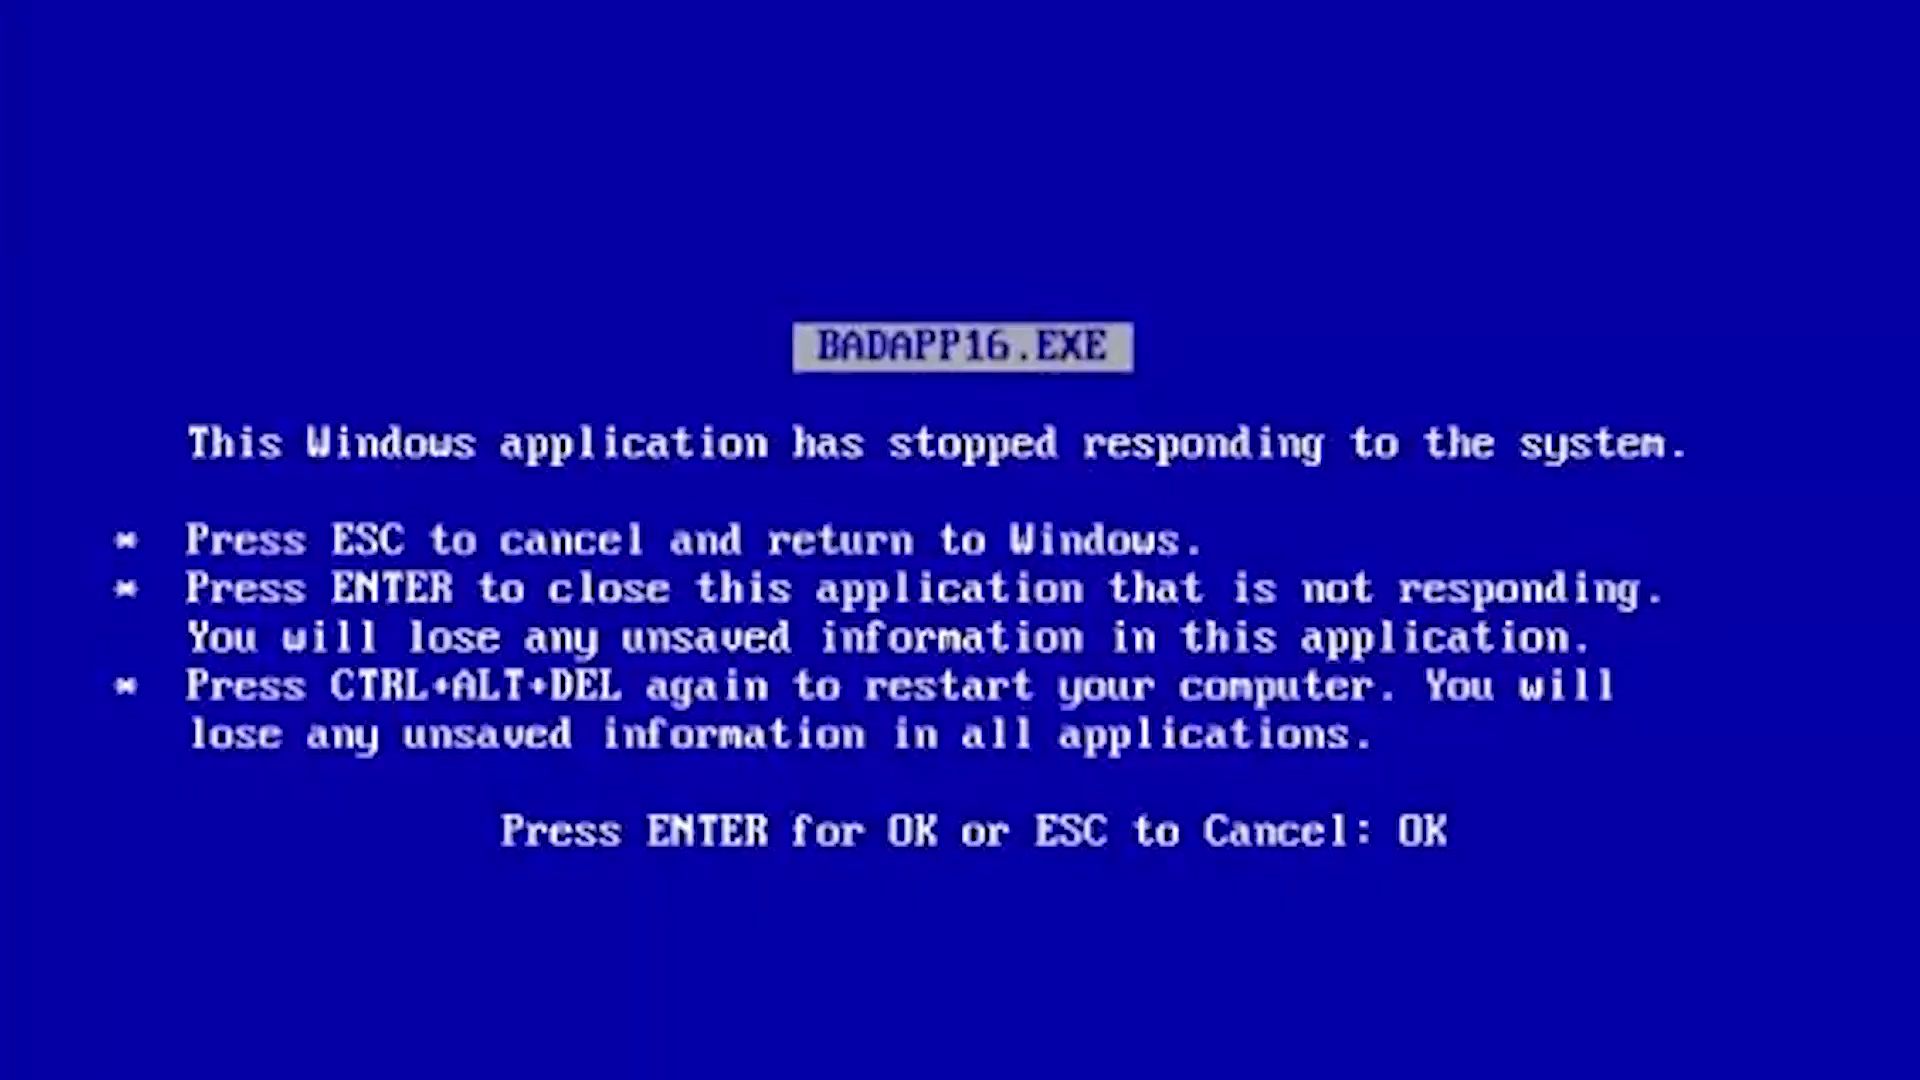 BADAPP16.EXE
This Windows application has stopped responding to the system.
* Press ESC to cancel and return to Windows.
* Press ENTER to close this application that is not responding.
You will lose any unsaved information in this application.
* Press CTRL+ALT+DEL again to restart your computer. You will
lose any unsaved information in all applications.
Press ENTER for OK or ESC to Cancel: OK